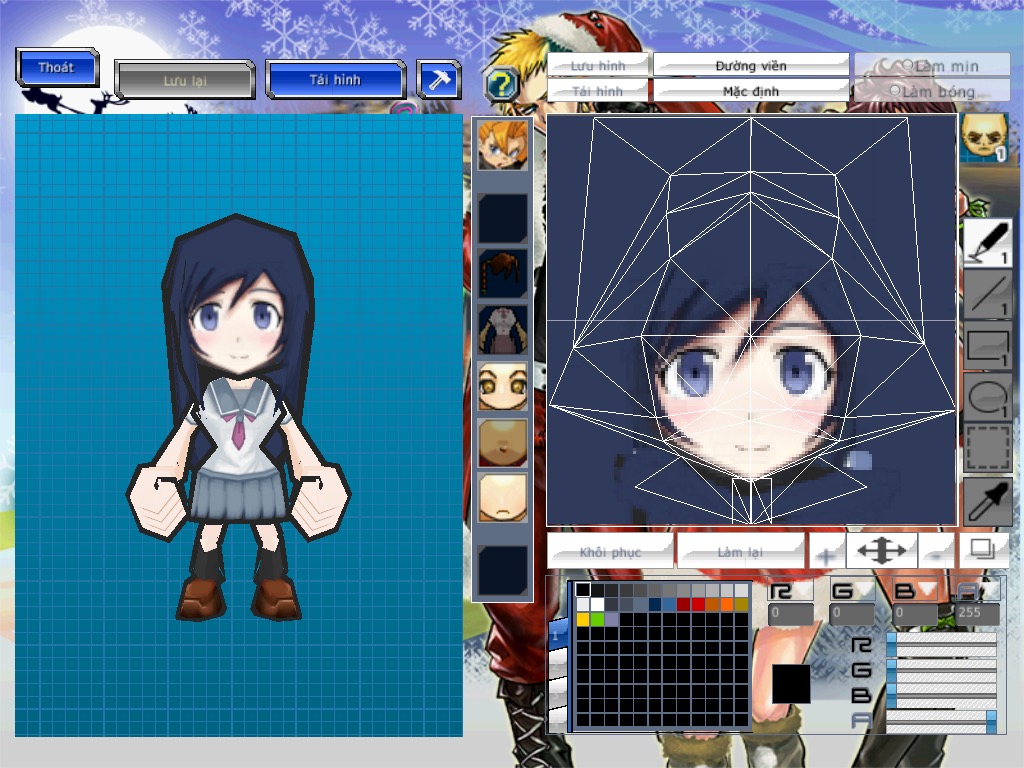 Thoát
Lưu lại
Tải hình
?
Lưu hình
Đường viền
Làm mịn
Tải hình
Mặc định
Làm bóng
1
1
1
1
1
Khôi phục
Làm lại
+
-
R
G
B
A
0
0
0
255
1
R
G
B
A